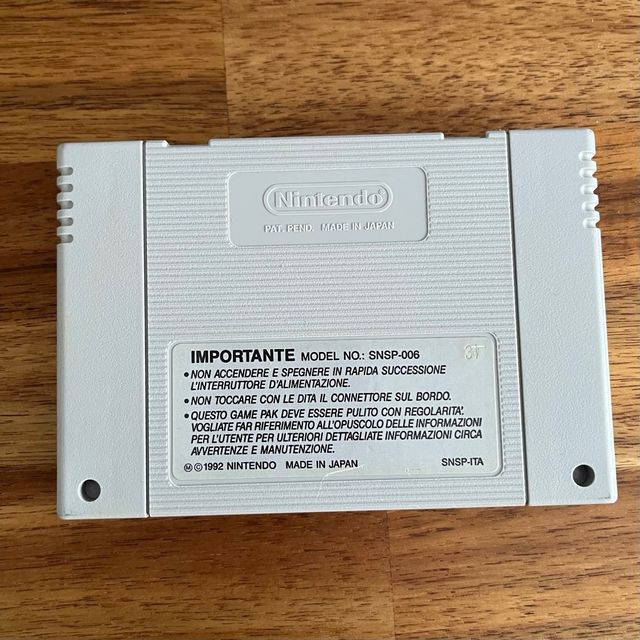 Nintendo®
PAT. PEND. MADE IN JAPAN
IMPORTANTE MODEL NO.: SNSP-006
• NON ACCENDERE E SPEGNERE IN RAPIDA SUCCESSIONE
L'INTERRUTTORE D'ALIMENTAZIONE.
• NON TOCCARE CON LE DITA IL CONNETTORE SUL BORDO.
• QUESTO GAME PAK DEVE ESSERE PULITO CON REGOLARITA'.
VOGLIATE FAR RIFERIMENTO ALL'OPUSCOLO DELLE INFORMAZIONI
PER L'UTENTE PER ULTERIORI DETTAGLIATE INFORMAZIONI CIRCA
AVVERTENZE E MANUTENZIONE.
Ⓜ © 1992 NINTENDO MADE IN JAPAN SNSP-ITA